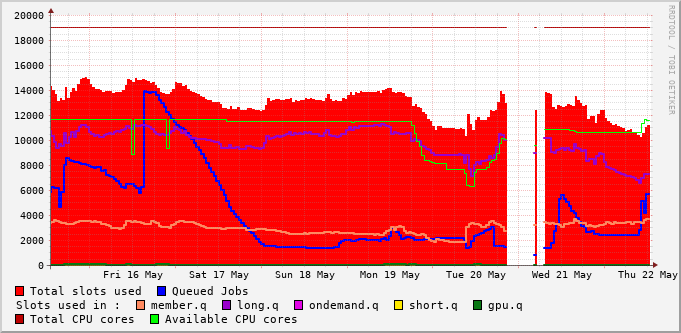 20000
18000
16000
14000
12000
10000
8000
6000
4000
2000
0
Fri 16 May Sat 17 May Sun 18 May Mon 19 May Tue 20 May Wed 21 May Thu 22 May
RRDTOOL / TOBI OETIKER
Total slots used Queued Jobs
Slots used in : member.q long.q ondemand.q short.q gpu.q
Total CPU cores Available CPU cores